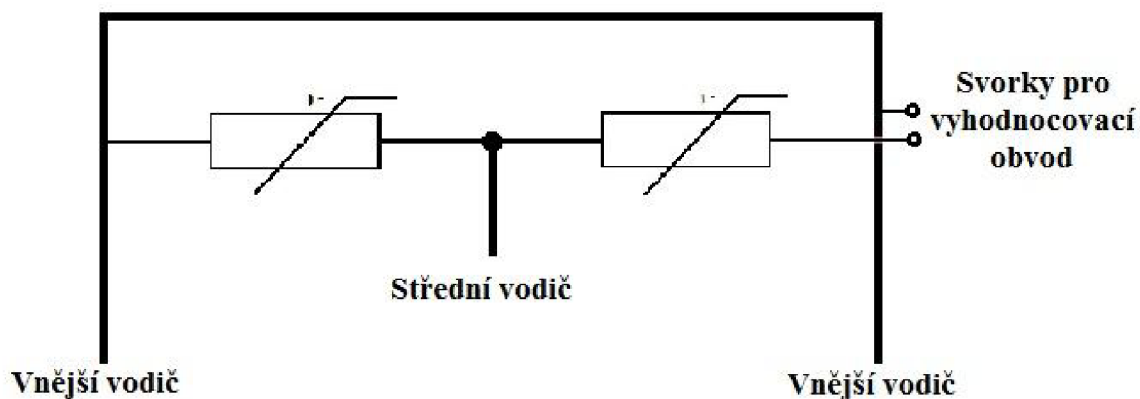 Svorky pro
vyhodnocovací
obvod
Střední vodič
Vnější vodič
Vnější vodič